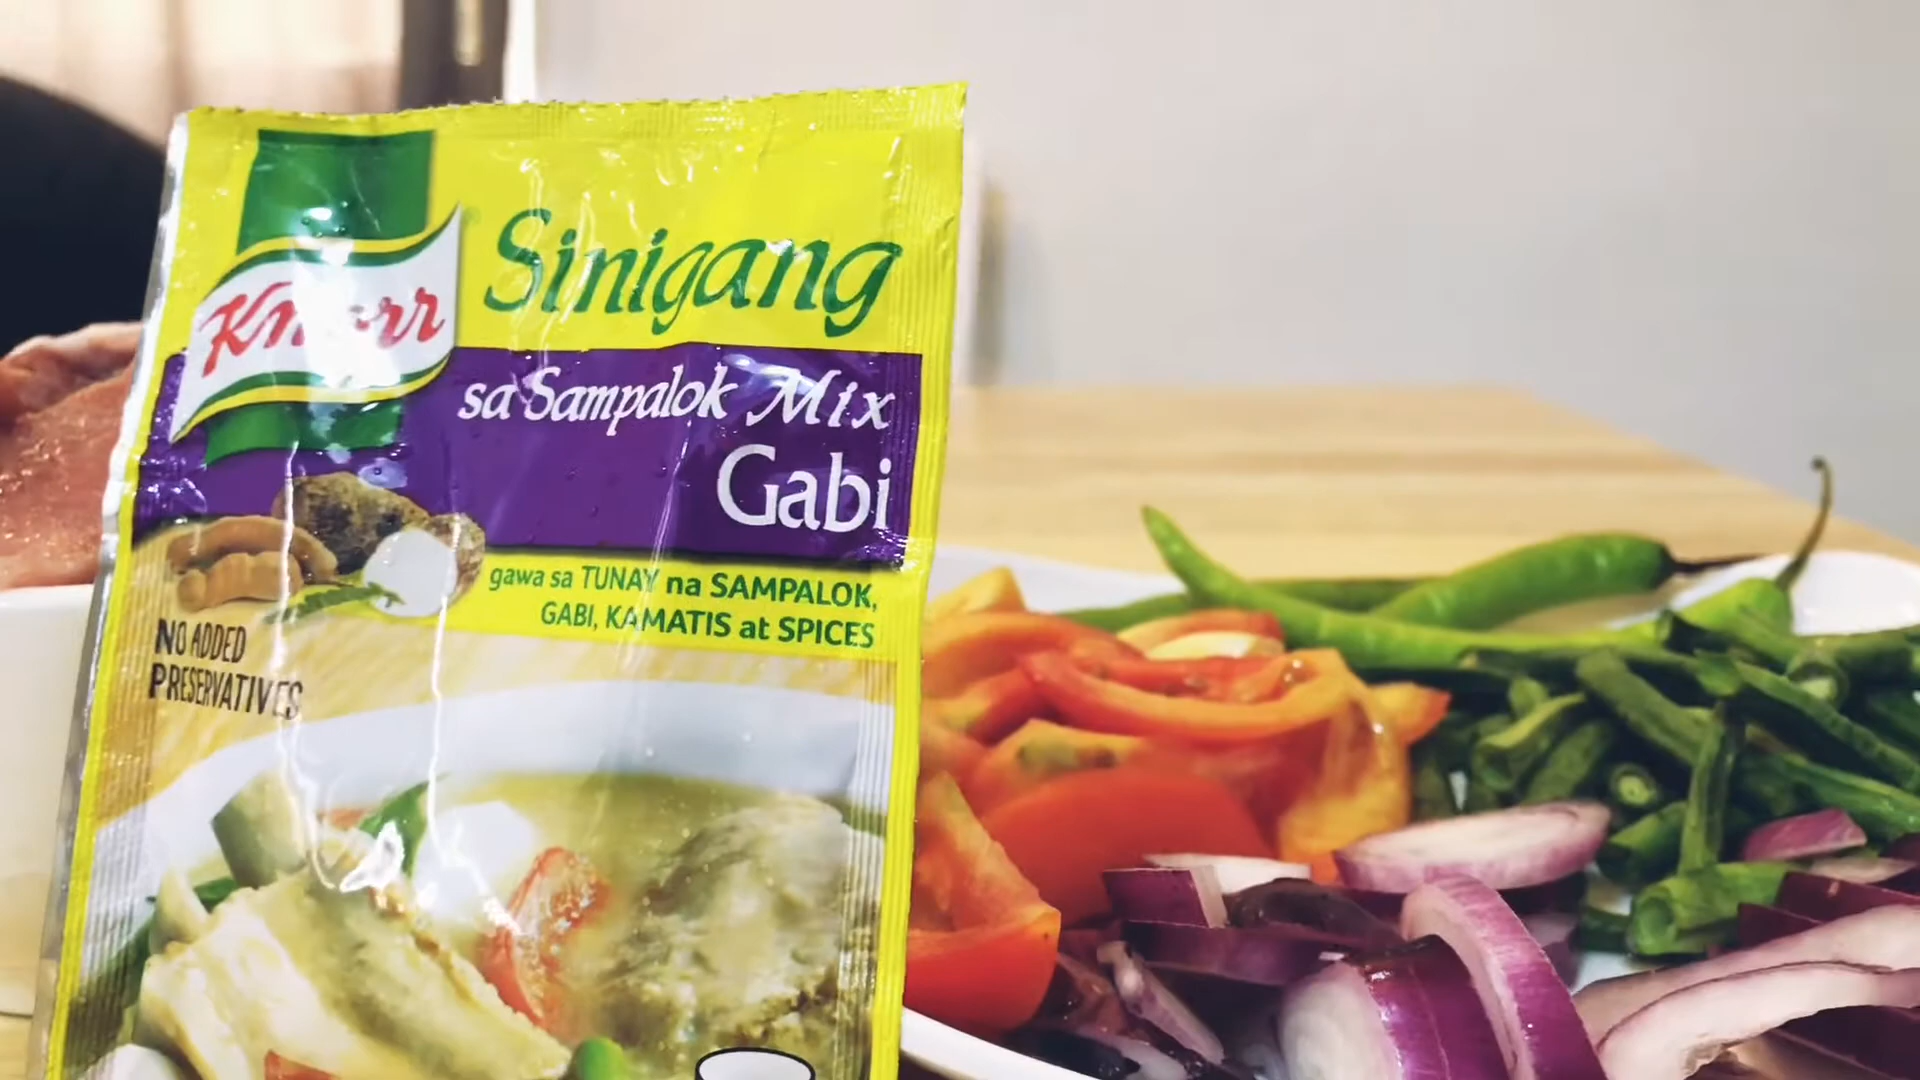 Knorr
Sinigang
sa Sampalok Mix
Gabi
gawa sa TUNAY na SAMPALOK,
GABI, KAMATIS at SPICES
NO ADDED
PRESERVATIVES